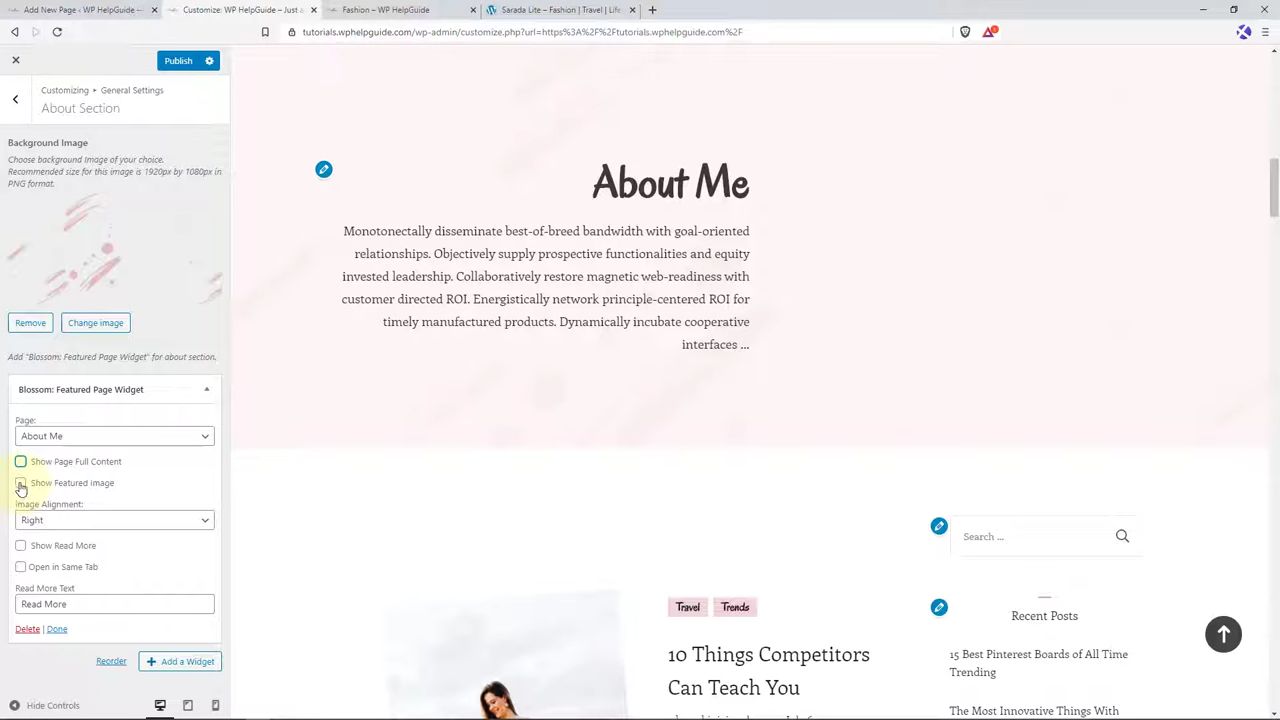 Add New Page ‹ WP HelpGuide —
Customize: WP HelpGuide – Just a
Fashion – WP HelpGuide
Sarada Lite – Fashion | Travel | Life
tutorials.wphelpguide.com/wp-admin/customize.php?url=https%3A%2F%2Ftutorials.wphelpguide.com%2F
Publish
Customizing ▸ General Settings
About Section
Background Image
Choose background Image of your choice.
Recommended size for this image is 1920px by 1080px in
PNG format.
Remove
Change image
Add "Blossom: Featured Page Widget" for about section.
Blossom: Featured Page Widget
Page:
About Me
Show Page Full Content
Show Featured Image
Image Alignment:
Right
Show Read More
Open in Same Tab
Read More Text
Read More
Delete | Done
Reorder
Add a Widget
Hide Controls
About Me
Monotonectally disseminate best-of-breed bandwidth with goal-oriented
relationships. Objectively supply prospective functionalities and equity
invested leadership. Collaboratively restore magnetic web-readiness with
customer directed ROI. Energistically network principle-centered ROI for
timely manufactured products. Dynamically incubate cooperative
interfaces ...
Travel
Trends
10 Things Competitors
Can Teach You
Search ...
Recent Posts
15 Best Pinterest Boards of All Time
Trending
The Most Innovative Things With